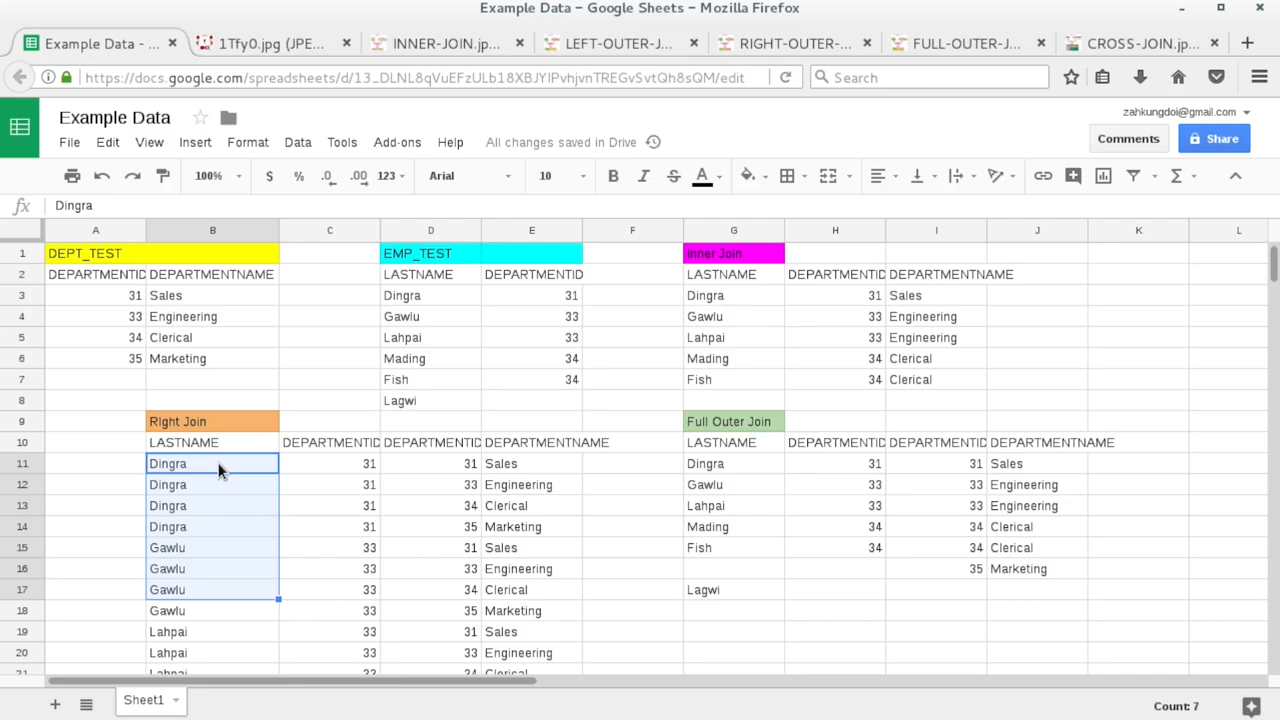 Example Data – Google Sheets – Mozilla Firefox
Example Data - ... × 1Tfy0.jpg (JPE... × INNER-JOIN.jp... × LEFT-OUTER-J... × RIGHT-OUTER-... × FULL-OUTER-J... × CROSS-JOIN.jp... ×
https://docs.google.com/spreadsheets/d/13_DLNL8qVuEFzULb18XBJYIPvhjvnTREGvSvtQh8sQM/edit Search
Example Data zahkungdoi@gmail.com
File Edit View Insert Format Data Tools Add-ons Help All changes saved in Drive Comments Share
100% $ % .0 .00 123 Arial 10 B I S A Σ
fx Dingra
A B C D E F G H I J K L
1 DEPT_TEST EMP_TEST Inner Join
2 DEPARTMENTID DEPARTMENTNAME LASTNAME DEPARTMENTID LASTNAME DEPARTMENTID DEPARTMENTNAME
3 31 Sales Dingra 31 Dingra 31 Sales
4 33 Engineering Gawlu 33 Gawlu 33 Engineering
5 34 Clerical Lahpai 33 Lahpai 33 Engineering
6 35 Marketing Mading 34 Mading 34 Clerical
7 Fish 34 Fish 34 Clerical
8 Lagwi
9 RIght Join Full Outer Join
10 LASTNAME DEPARTMENTID DEPARTMENTID DEPARTMENTNAME LASTNAME DEPARTMENTID DEPARTMENTID DEPARTMENTNAME
11 Dingra 31 31 Sales Dingra 31 31 Sales
12 Dingra 31 33 Engineering Gawlu 33 33 Engineering
13 Dingra 31 34 Clerical Lahpai 33 33 Engineering
14 Dingra 31 35 Marketing Mading 34 34 Clerical
15 Gawlu 33 31 Sales Fish 34 34 Clerical
16 Gawlu 33 33 Engineering 35 Marketing
17 Gawlu 33 34 Clerical Lagwi
18 Gawlu 33 35 Marketing
19 Lahpai 33 31 Sales
20 Lahpai 33 33 Engineering
21 Lahpai 33 34 Clerical
Sheet1 Count: 7